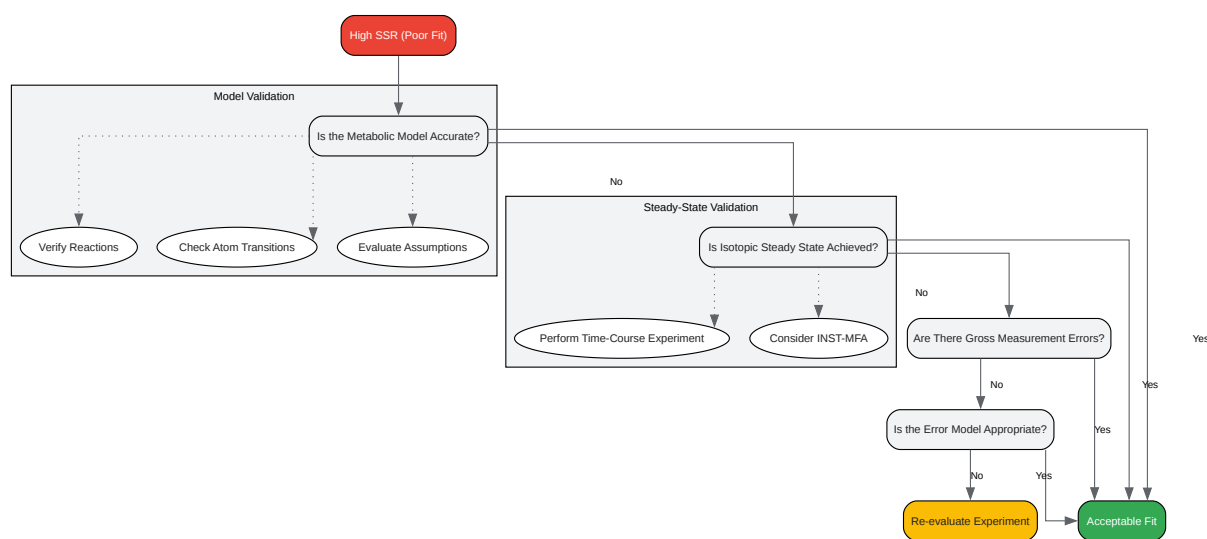 High SSR (Poor Fit)
Model Validation
Is the Metabolic Model Accurate?
No
Verify Reactions
Check Atom Transitions
Evaluate Assumptions
Steady-State Validation
Is Isotopic Steady State Achieved?
No
Perform Time-Course Experiment
Consider INST-MFA
Are There Gross Measurement Errors?
Yes
No
Yes
Is the Error Model Appropriate?
Yes
No
Yes
Re-evaluate Experiment
Acceptable Fit